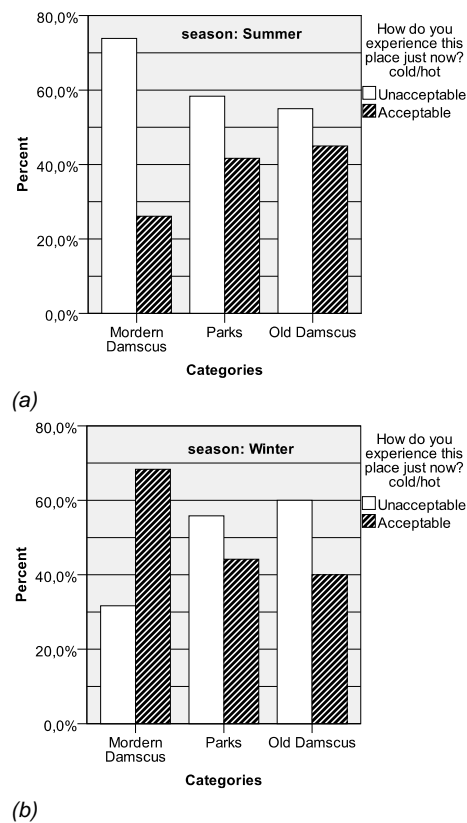 80,0%
season: Summer
How do you
experience this
place just now?
cold/hot
Unacceptable
Acceptable
60,0%
Percent
40,0%
20,0%
0,0%
Mordern
Damscus
Parks
Old Damscus
Categories
(a)
80,0%
season: Winter
How do you
experience this
place just now?
cold/hot
Unacceptable
Acceptable
60,0%
Percent
40,0%
20,0%
0,0%
Mordern
Damscus
Parks
Old Damscus
Categories
(b)